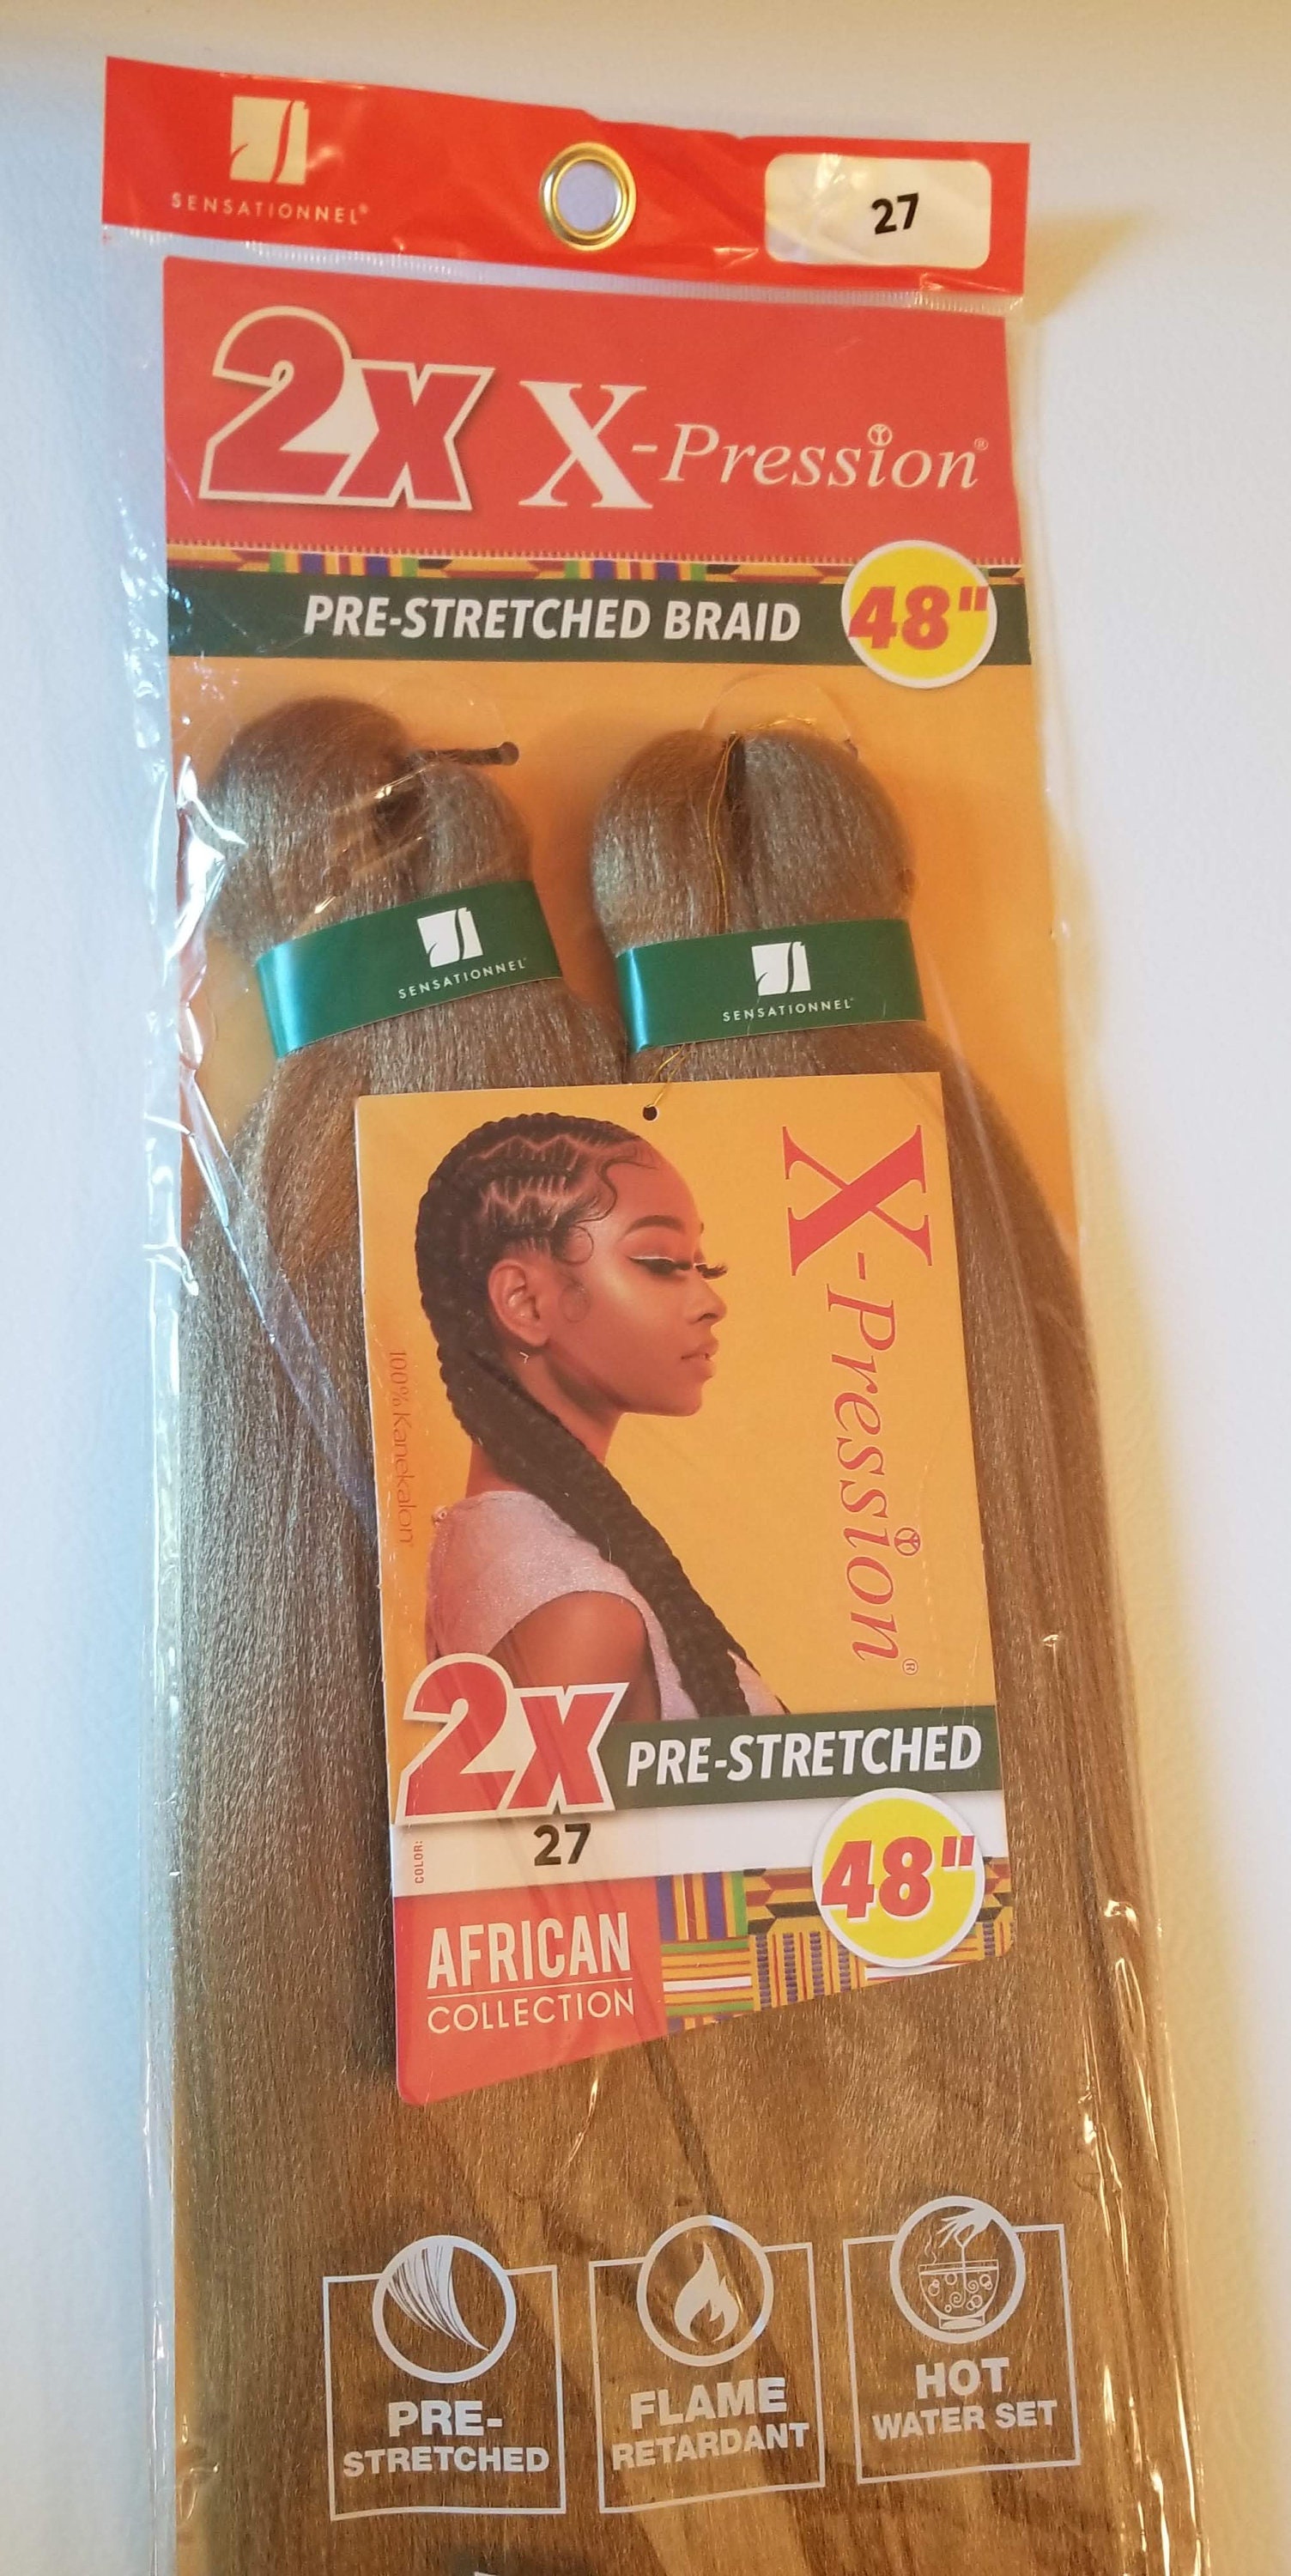 SENSATIONNEL®
27
2X X-Pression®
PRE-STRETCHED BRAID 48"
SENSATIONNEL
SENSATIONNEL
X-Pression®
100% Kanekalon
2X PRE-STRETCHED
COLOR: 27
48"
AFRICAN
COLLECTION
PRE-
STRETCHED
FLAME
RETARDANT
HOT
WATER SET